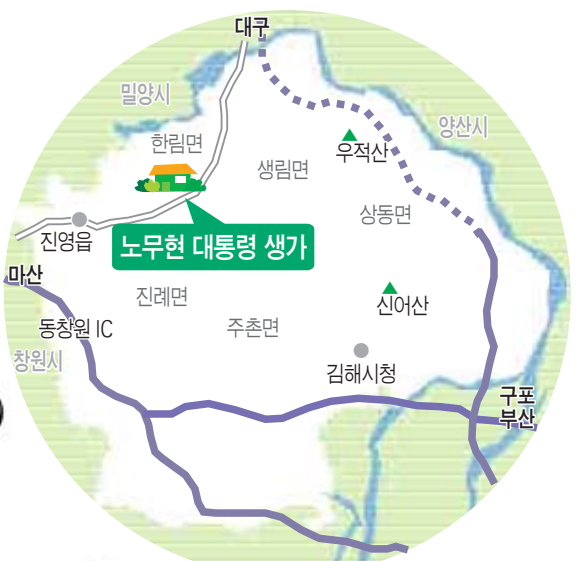 대구
밀양시
양산시
한림면
우적산
생림면
상동면
진영읍
노무현 대통령 생가
마산
진례면
신어산
동창원 IC
주촌면
창원시
김해시청
구포
부산